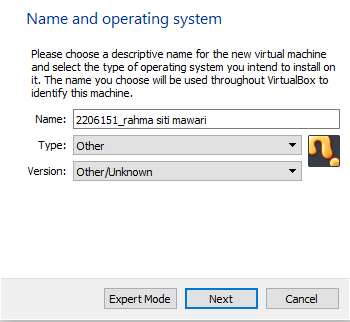 Name and operating system
Please choose a descriptive name for the new virtual machine
and select the type of operating system you intend to install on
it. The name you choose will be used throughout VirtualBox to
identify this machine.
Name: 2206151_rahma siti mawari
Type: Other
Version: Other/Unknown
Expert Mode Next Cancel